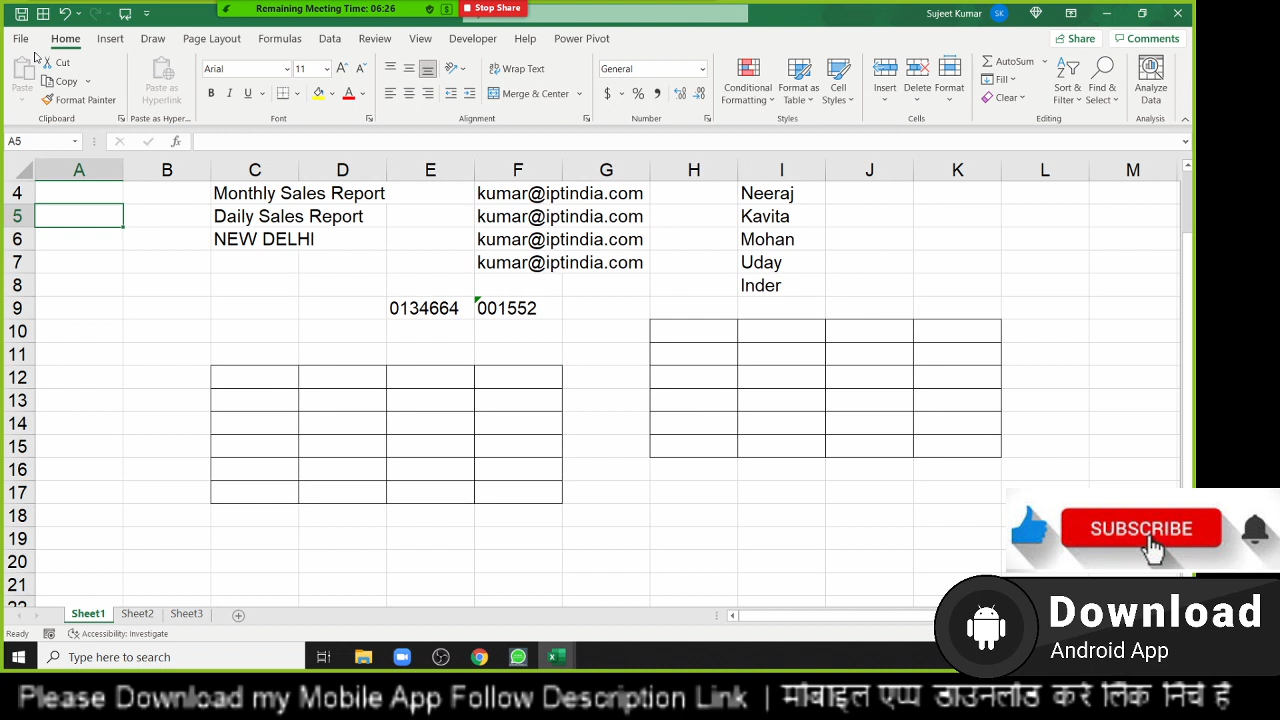 Remaining Meeting Time: 06:26
Stop Share
Sujeet Kumar
SK
File
Home
Insert
Draw
Page Layout
Formulas
Data
Review
View
Developer
Help
Power Pivot
Share
Comments
Paste
Cut
Copy
Format Painter
Clipboard
Paste as
Hyperlink
Paste as Hyper...
Arial
11
B I U
Font
Wrap Text
Merge & Center
Alignment
General
$ % ,
Number
Conditional
Formatting
Format as
Table
Cell
Styles
Styles
Insert
Delete
Format
Cells
AutoSum
Fill
Clear
Sort &
Filter
Find &
Select
Editing
Analyze
Data
Analysis
A5
fx
A B C D E F G H I J K L M
4 Monthly Sales Report kumar@iptindia.com Neeraj
5 Daily Sales Report kumar@iptindia.com Kavita
6 NEW DELHI kumar@iptindia.com Mohan
7 kumar@iptindia.com Uday
8 Inder
9 0134664 001552
10
11
12
13
14
15
16
17
18
19
20
21
SUBSCRIBE
Sheet1
Sheet2
Sheet3
Ready
Accessibility: Investigate
Download
Android App
Type here to search
Please Download my Mobile App Follow Description Link | मोबाइल एप्प डाउनलोड करे लिंक निचे है